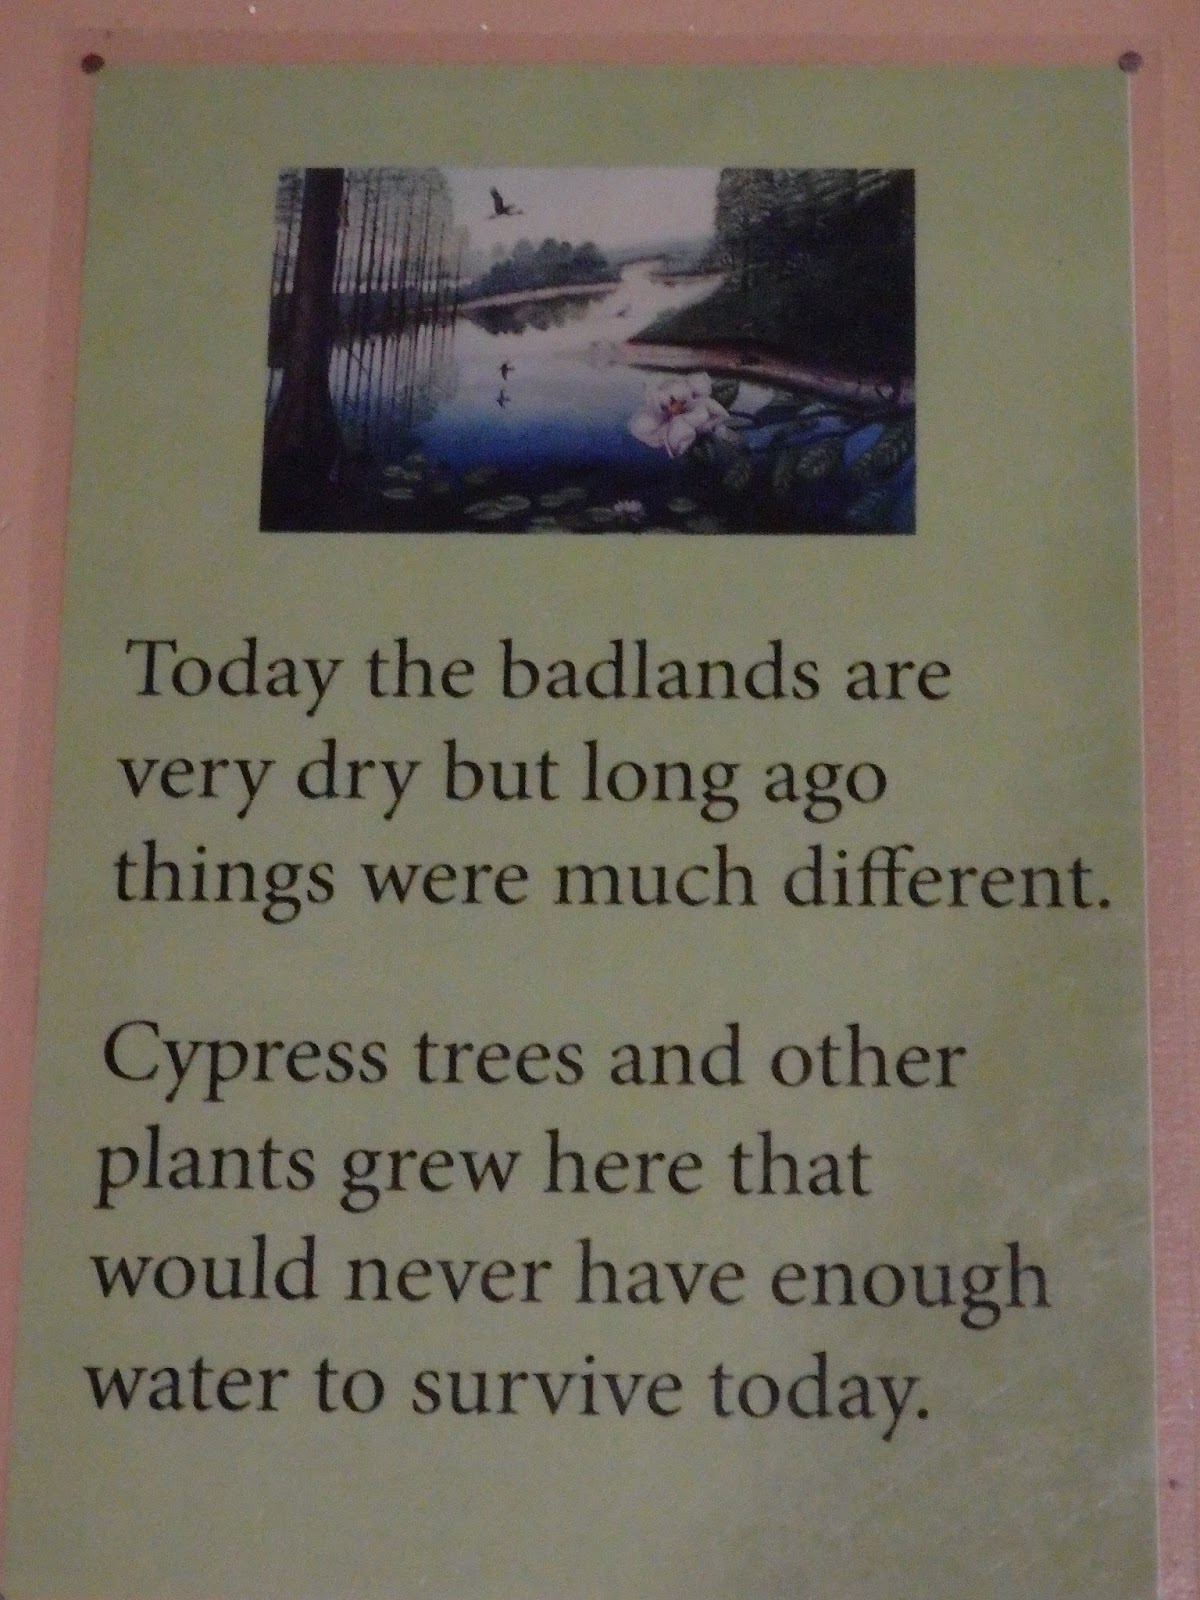 Today the badlands are
very dry but long ago
things were much different.
Cypress trees and other
plants grew here that
would never have enough
water to survive today.